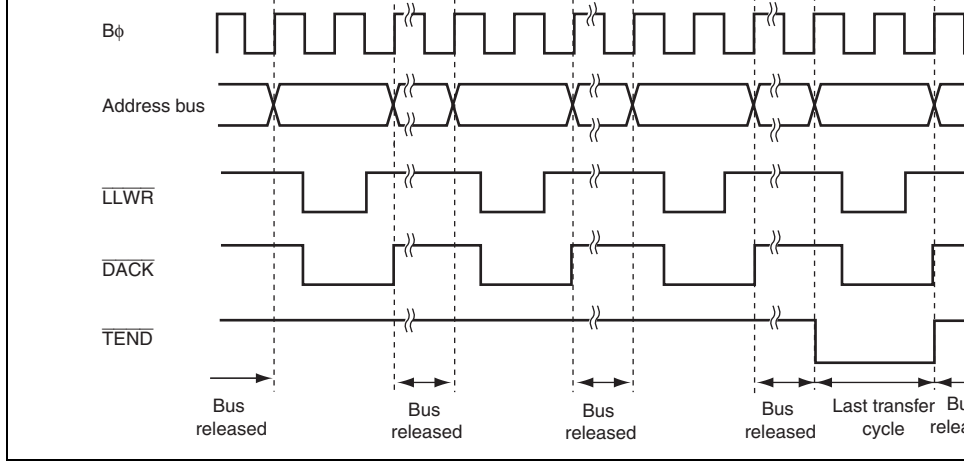 Bφ
Address bus
LLWR
DACK
TEND
Bus
released
Bus
released
Bus
released
Bus
released
Last transfer
cycle